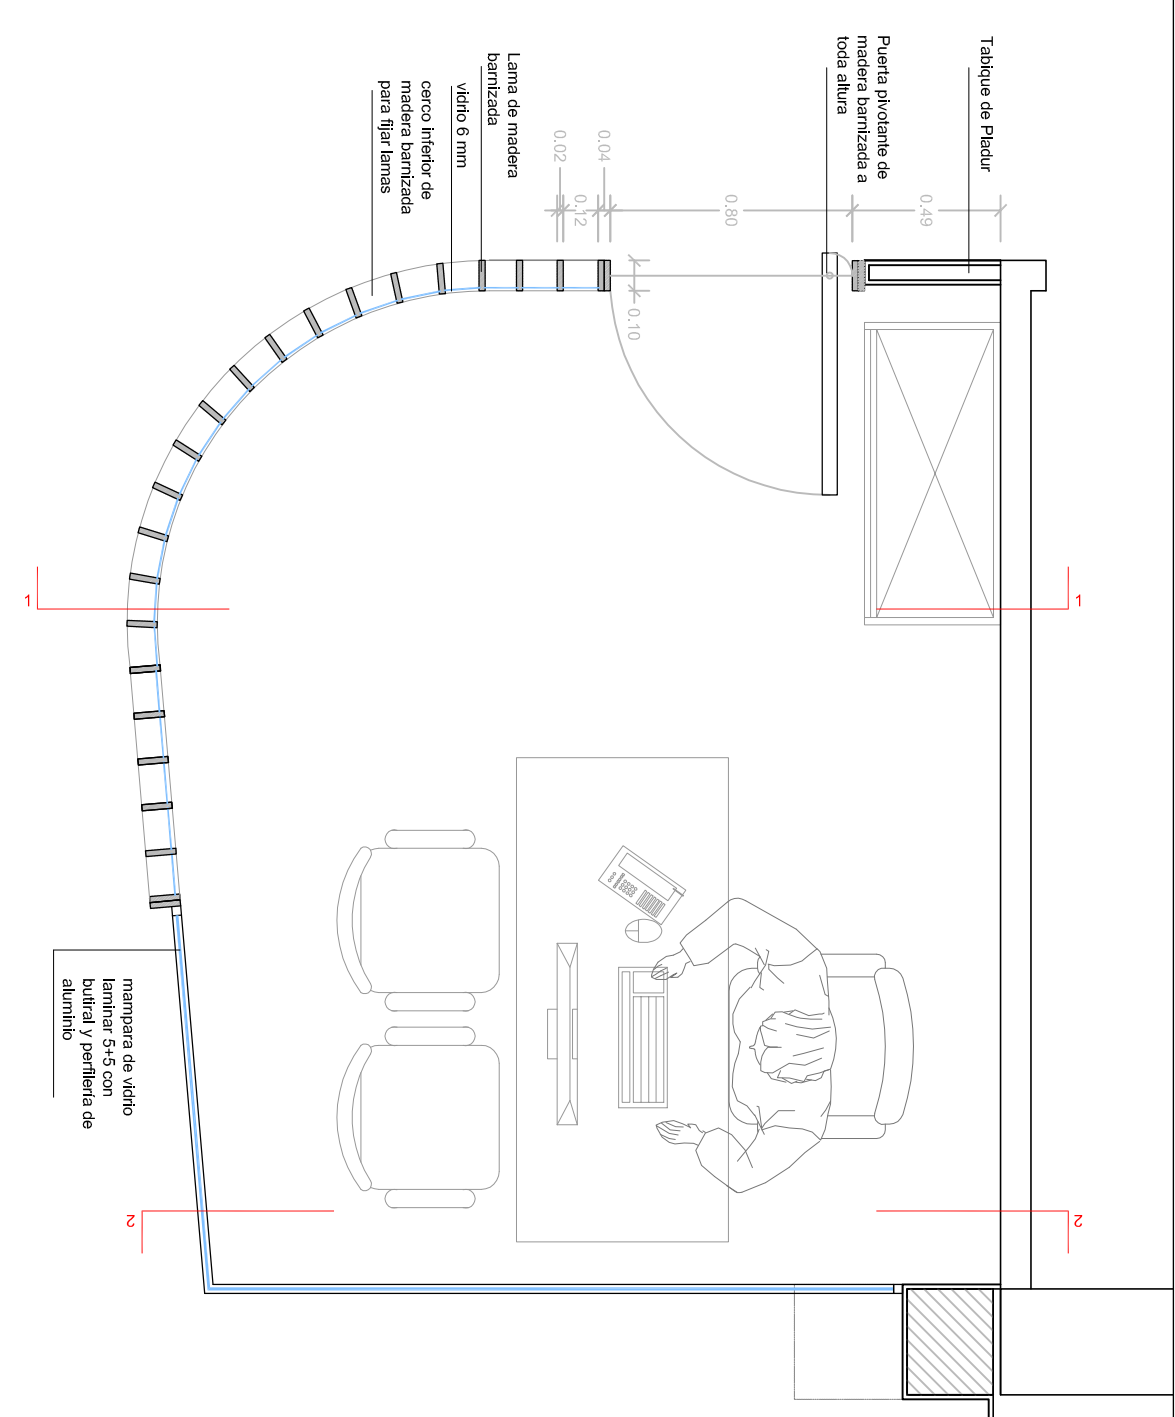 Tabique de Pladur
Puerta pivotante de
madera barnizada a
toda altura
Lama de madera
barnizada
vidrio 6 mm
cerco inferior de
madera barnizada
para fijar lamas
0.02
0.12
0.04
0.80
0.49
0.10
1
1
mampara de vidrio
laminar 5+5 con
butiral y perfilería de
aluminio
2
2